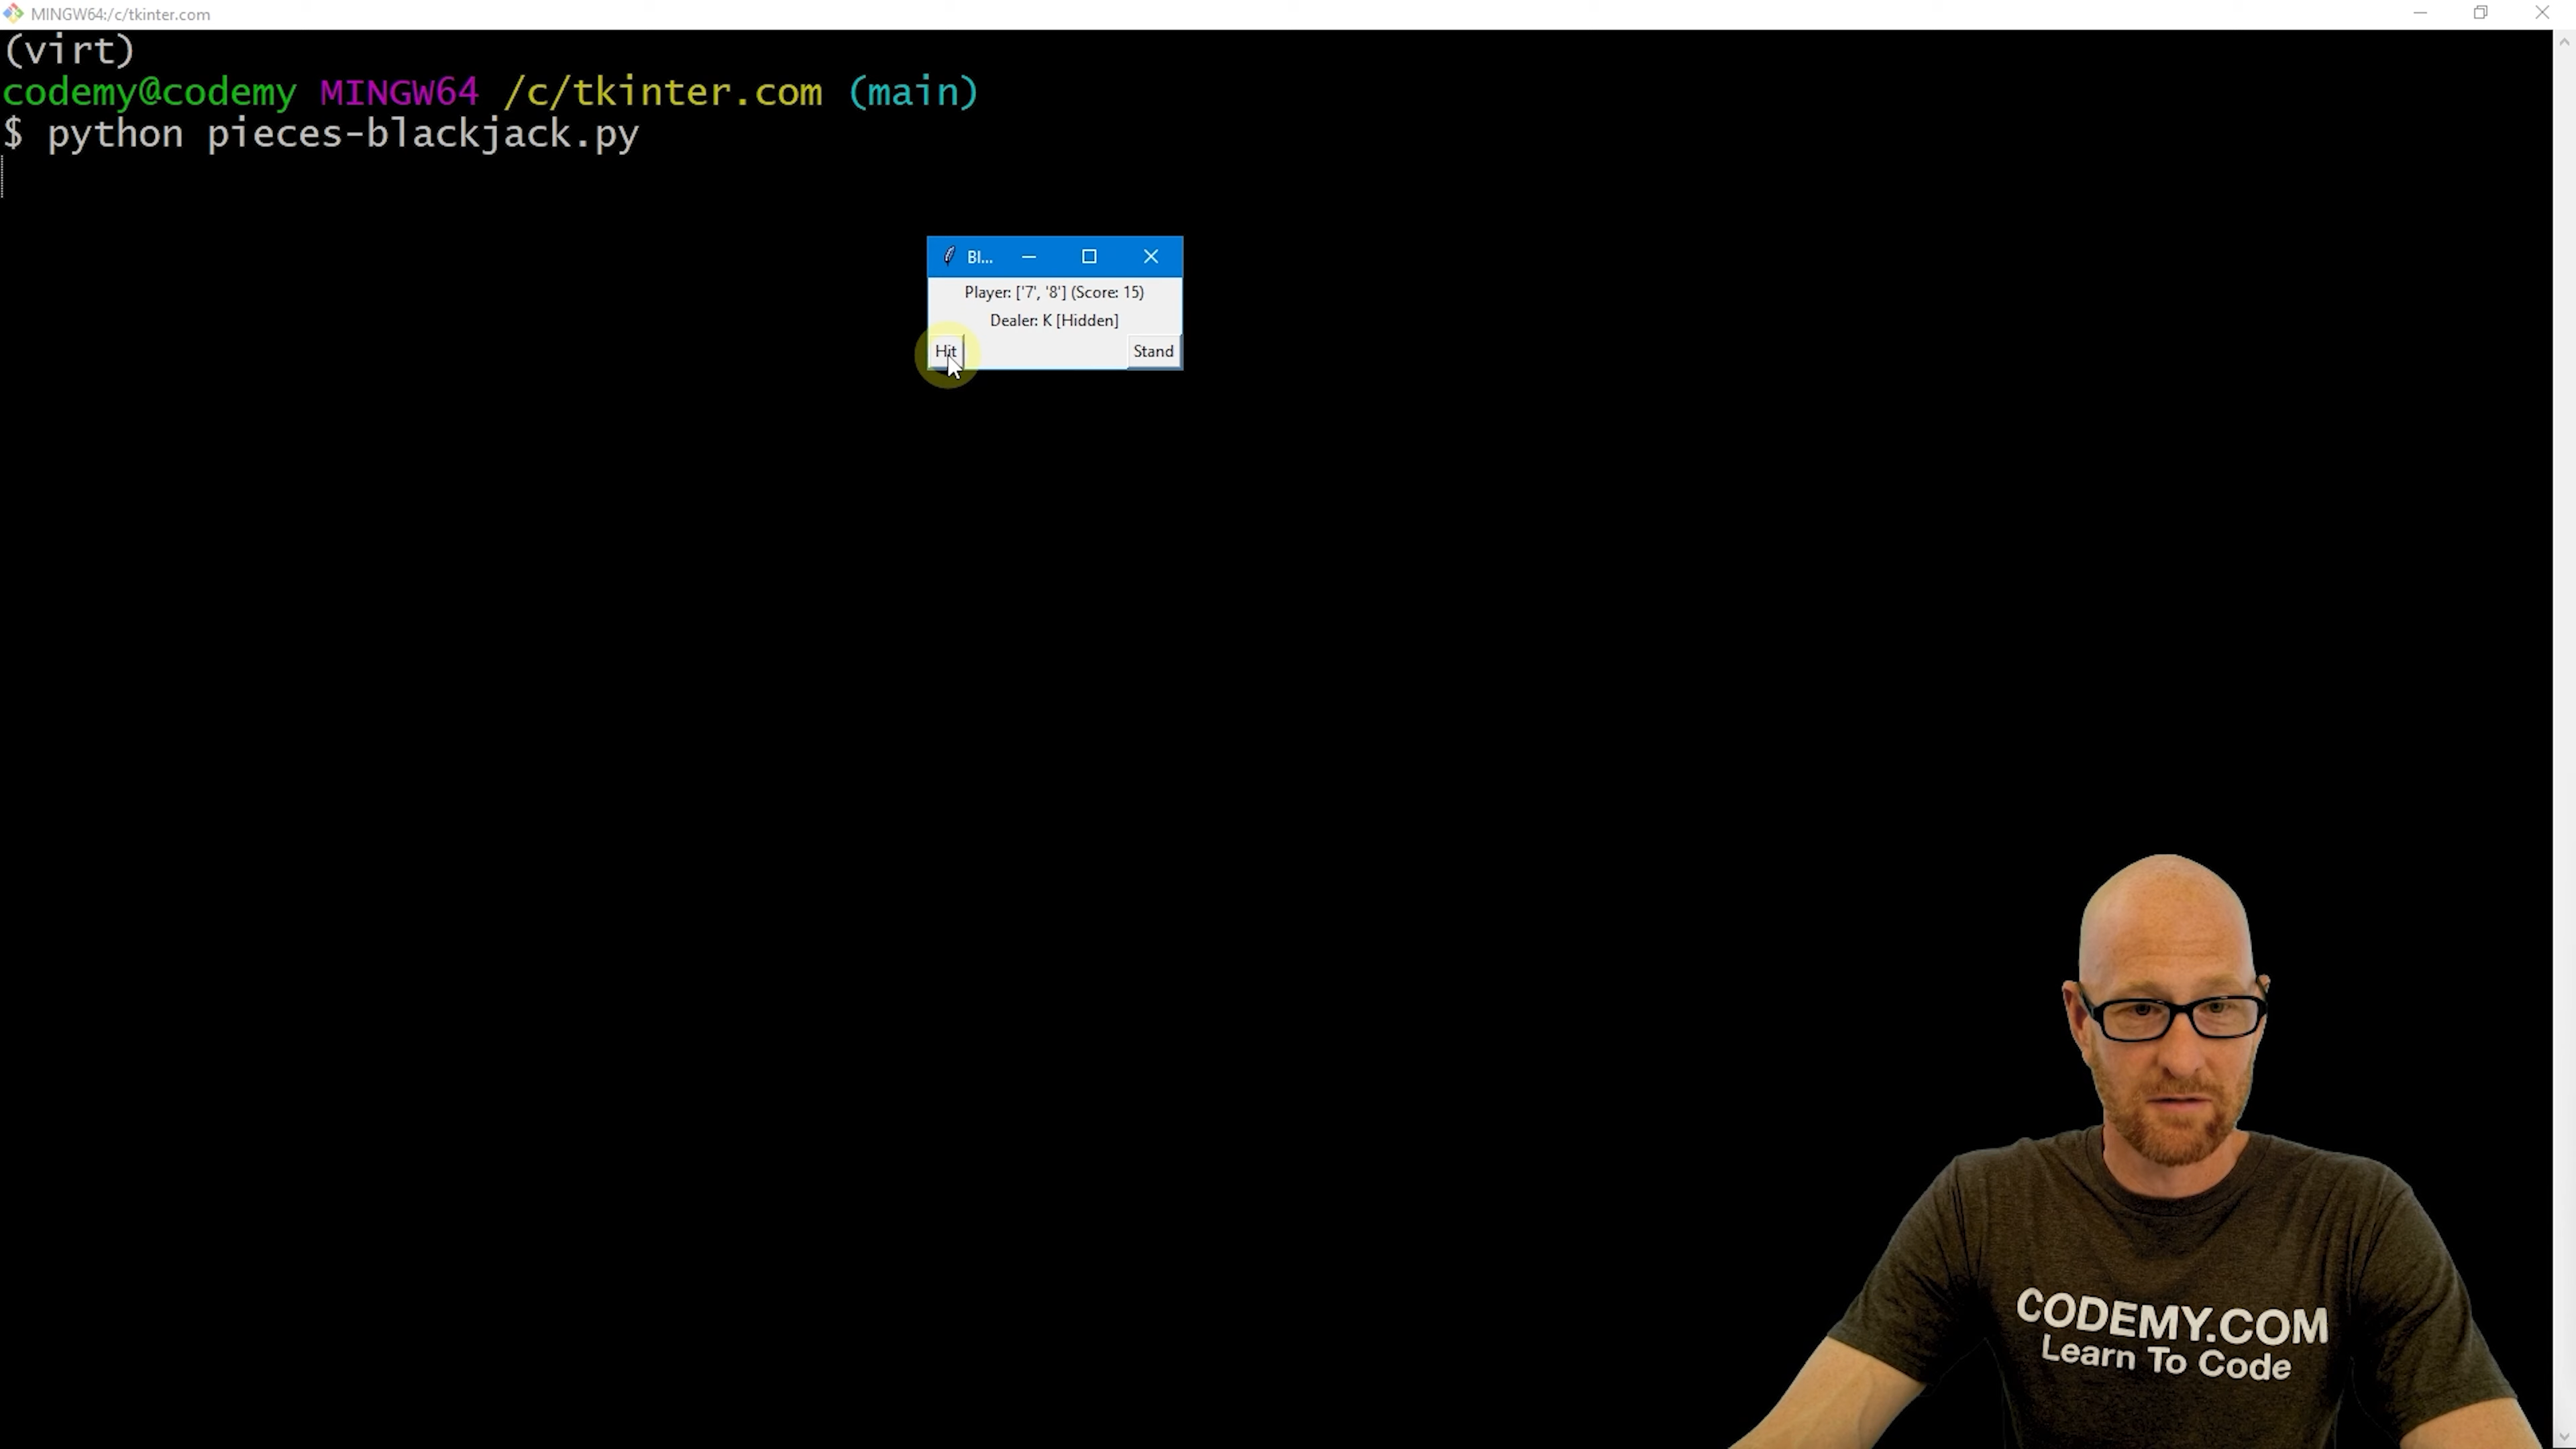 MINGW64:/c/tkinter.com
(virt)
codemy@codemy MINGW64 /c/tkinter.com (main)
$ python pieces-blackjack.py
Bl...
Player: ['7', '8'] (Score: 15)
Dealer: K [Hidden]
Hit
Stand
CODEMY.COM
Learn To Code